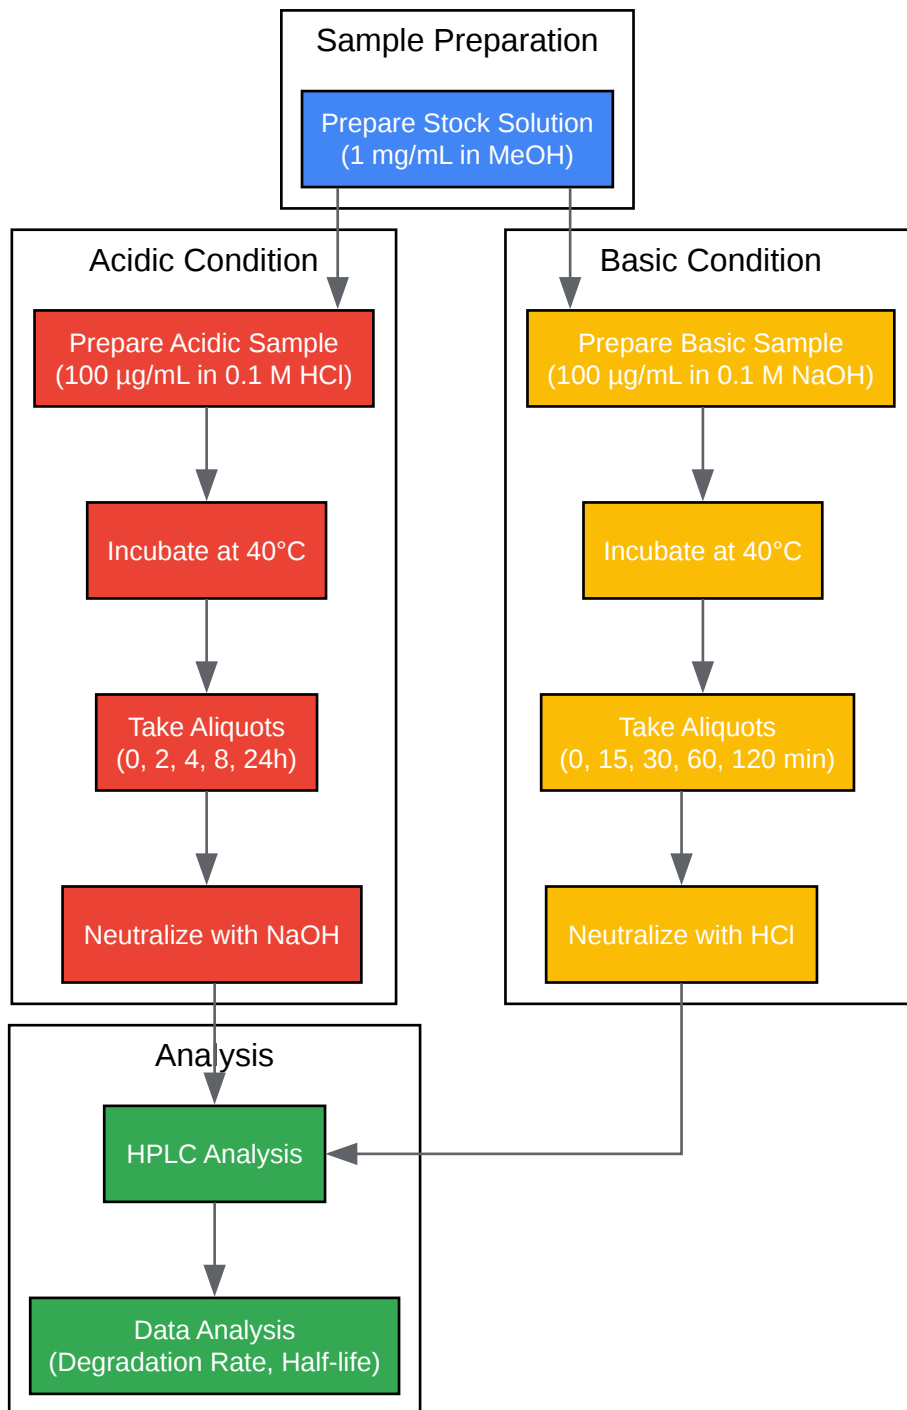 Sample Preparation
Prepare Stock Solution
(1 mg/mL in MeOH)
Acidic Condition
Prepare Acidic Sample
(100 µg/mL in 0.1 M HCl)
Incubate at 40°C
Take Aliquots
(0, 2, 4, 8, 24h)
Neutralize with NaOH
Basic Condition
Prepare Basic Sample
(100 µg/mL in 0.1 M NaOH)
Incubate at 40°C
Take Aliquots
(0, 15, 30, 60, 120 min)
Neutralize with HCl
Analysis
HPLC Analysis
Data Analysis
(Degradation Rate, Half-life)